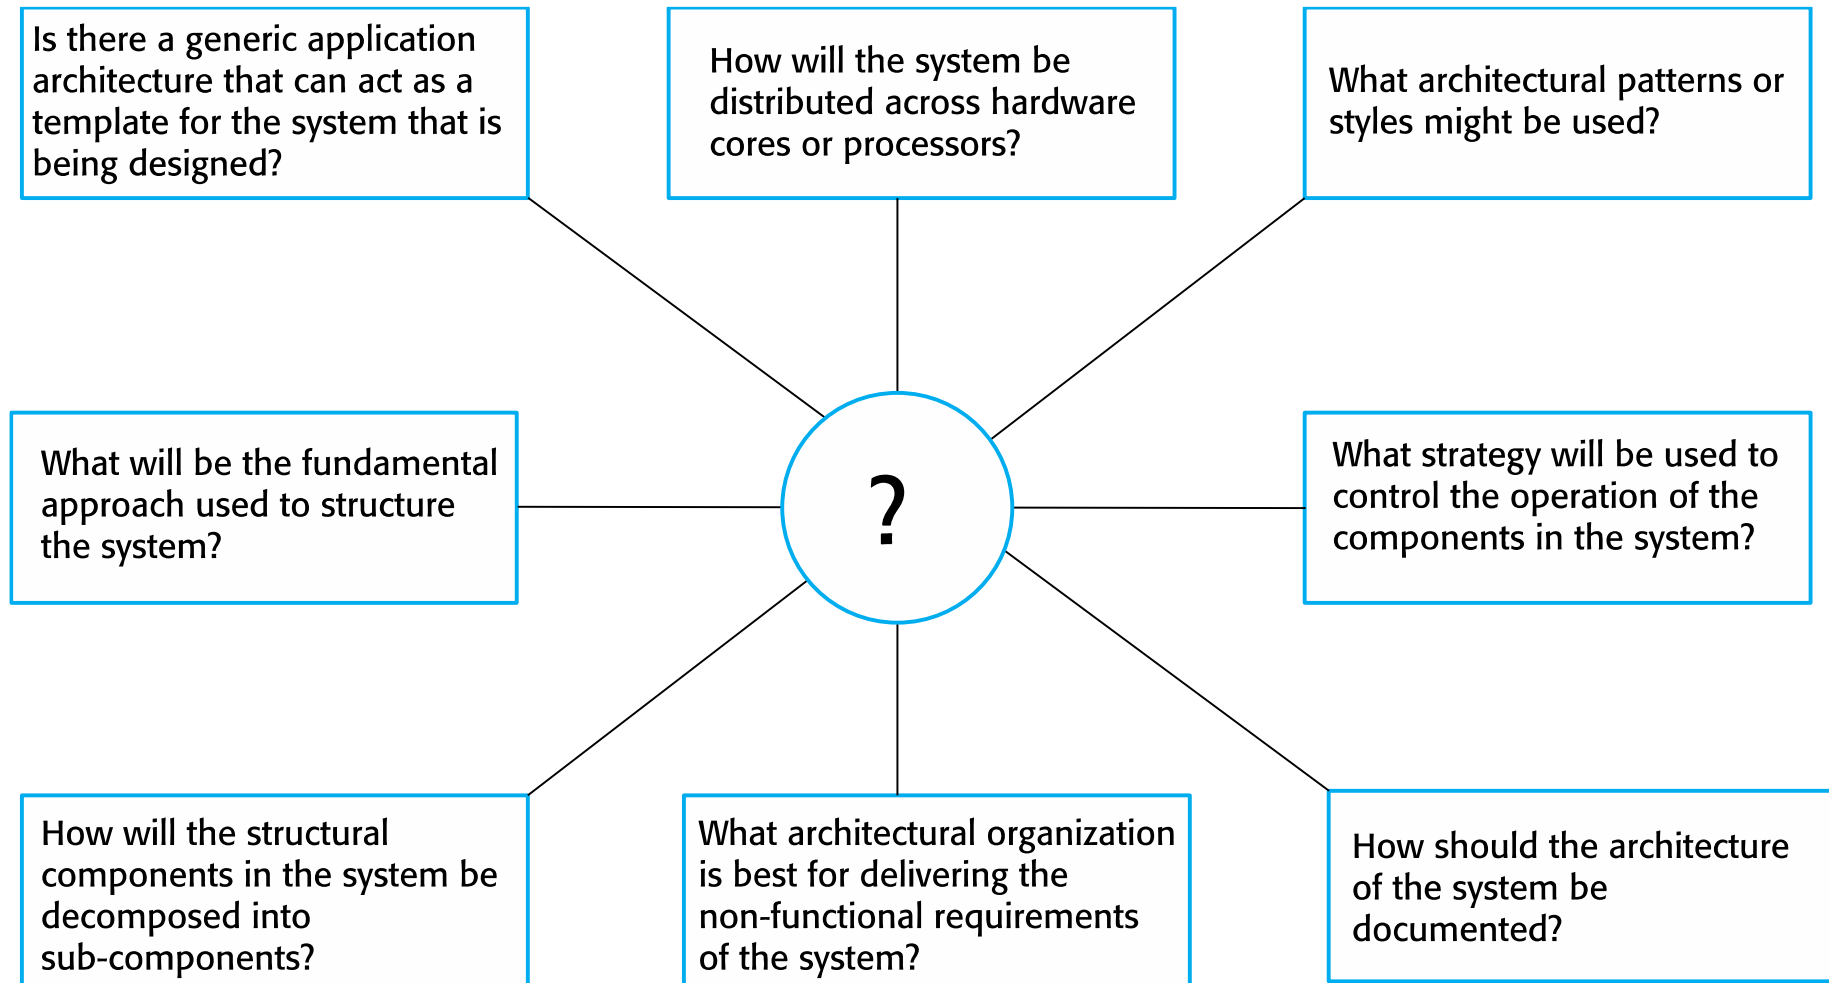 Is there a generic application
architecture that can act as a
template for the system that is
being designed?
How will the system be
distributed across hardware
cores or processors?
What architectural patterns or
styles might be used?
What will be the fundamental
approach used to structure
the system?
?
What strategy will be used to
control the operation of the
components in the system?
How will the structural
components in the system be
decomposed into
sub-components?
What architectural organization
is best for delivering the
non-functional requirements
of the system?
How should the architecture
of the system be
documented?